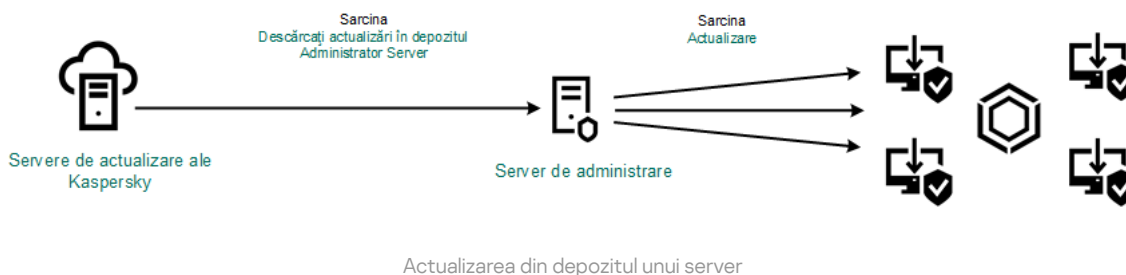 Sarcina
Descărcați actualizări în depozitul
Administrator Server
Sarcina
Actualizare
Servere de actualizare ale
Kaspersky
Server de administrare
Actualizarea din depozitul unui server